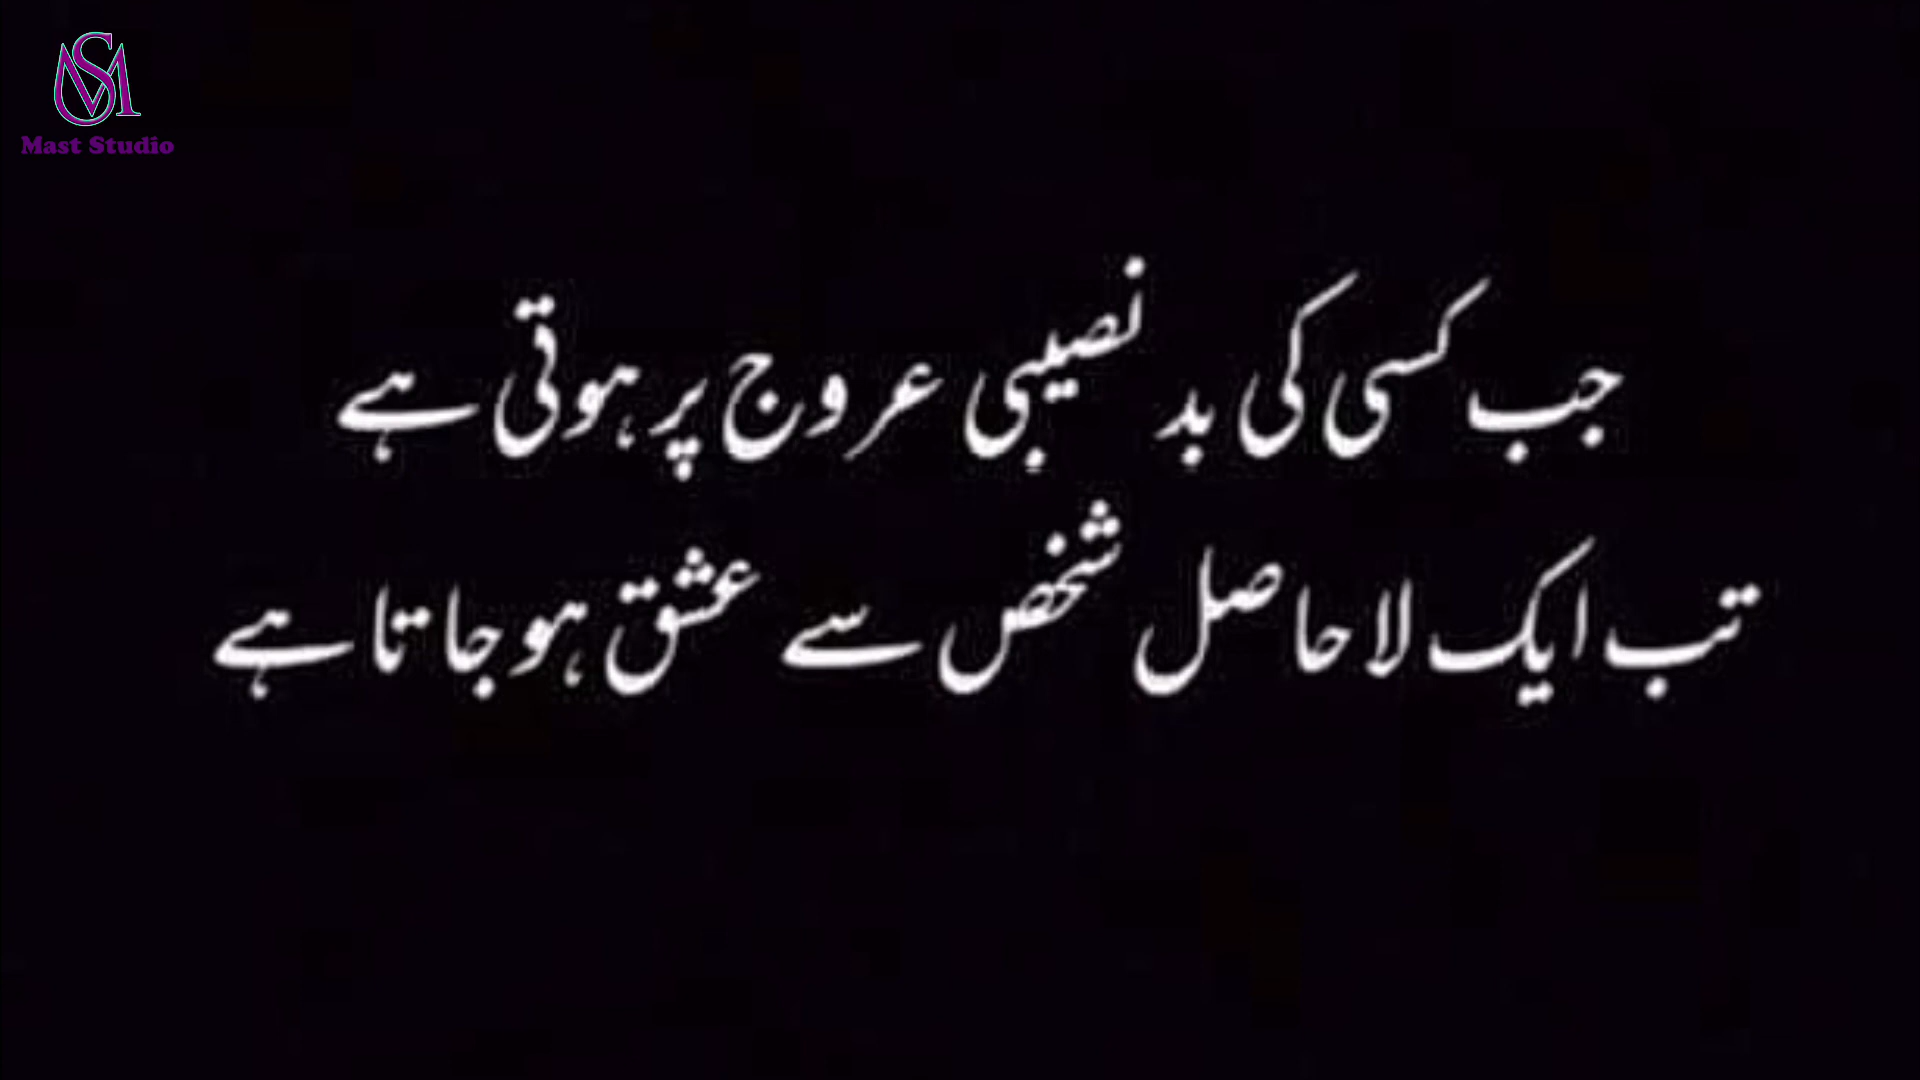 Mast Studio
جب کسی کی بد نصیبی عروج پر ہوتی ہے
تب ایک لاحاصل شخص سے عشق ہو جاتا ہے